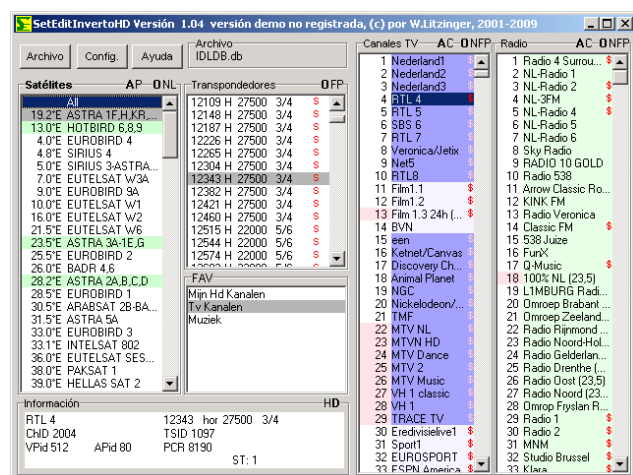 SetEditInvertoHD Versión 1.04 versión demo no registrada, (c) por W.Litzinger, 2001-2009
Archivo Config. Ayuda
Archivo
IDLDB.db
Satélites AP ONL
All
19.2°E ASTRA 1F,H,KR,...
13.0°E HOTBIRD 6,8,9
4.0°E EUROBIRD 4
4.8°E SIRIUS 4
5.0°E SIRIUS 3-ASTRA...
7.0°E EUTELSAT W3A
9.0°E EUROBIRD 9A
10.0°E EUTELSAT W1
16.0°E EUTELSAT W2
21.5°E EUTELSAT W6
23.5°E ASTRA 3A-1E,G
25.5°E EUROBIRD 2
26.0°E BADR 4,6
28.2°E ASTRA 2A,B,C,D
28.5°E EUROBIRD 1
30.5°E ARABSAT 2B-BA...
31.5°E ASTRA 5A
33.0°E EUROBIRD 3
33.1°E INTELSAT 802
36.0°E EUTELSAT SES...
38.0°E PAKSAT 1
39.0°E HELLAS SAT 2
Transpondedores OFP
12109 H 27500 3/4 S
12148 H 27500 3/4 S
12187 H 27500 3/4 S
12226 H 27500 3/4 S
12265 H 27500 3/4 S
12304 H 27500 3/4 S
12343 H 27500 3/4 S
12382 H 27500 3/4 S
12421 H 27500 3/4 S
12460 H 27500 3/4 S
12515 H 22000 5/6 S
12544 H 22000 5/6 S
12574 H 22000 5/6 S
FAV
Mijn Hd Kanalen
Tv Kanalen
Muziek
Canales TV AC ONFP
1 Nederland1 $
2 Nederland2 $
3 Nederland3 $
4 RTL 4 $
5 RTL 5 $
6 SBS 6 $
7 RTL 7 $
8 Veronica/Jetix $
9 Net5 $
10 RTL8 $
11 Film1.1 $
12 Film1.2 $
13 Film 1.3 24h (... $
14 BVN
15 een $
16 Ketnet/Canvas $
17 Discovery Ch... $
18 Animal Planet $
19 NGC $
20 Nickelodeon/... $
21 TMF $
22 MTV NL $
23 MTVN HD $
24 MTV Dance $
25 MTV 2 $
26 MTV Music $
27 VH 1 classic $
28 VH 1 $
29 TRACE TV $
30 Eredivisielive1 $
31 Sport1 $
32 EUROSPORT $
33 ESPN America $
Radio AC ONFP
1 Radio 4 Surrou... $
2 NL-Radio 1
3 NL-Radio 2 $
4 NL-3FM $
5 NL-Radio 4 $
6 NL-Radio 5
7 NL-Radio 6
8 Sky Radio
9 RADIO 10 GOLD
10 Radio 538
11 Arrow Classic Ro...
12 KINK FM
13 Radio Veronica
14 Classic FM $
15 538 Juize
16 FunX
17 Q-Music $
18 100% NL (23,5)
19 L1MBURG Radi...
20 Omroep Brabant ...
21 Omroep Zeeland...
22 Radio Rijnmond ...
23 Radio Noord-Hol...
24 Radio Gelderlan...
25 Radio Drenthe (...
26 Radio Oost (23,5)
27 Radio Noord (23...
28 Omrop Fryslan R...
29 Radio 1 $
30 Radio 2 $
31 MNM $
32 Studio Brussel $
33 Klara $
Información HD
RTL 4 12343 hor 27500 3/4
ChID 2004 TSID 1097
VPid 512 APid 80 PCR 8190
ST: 1